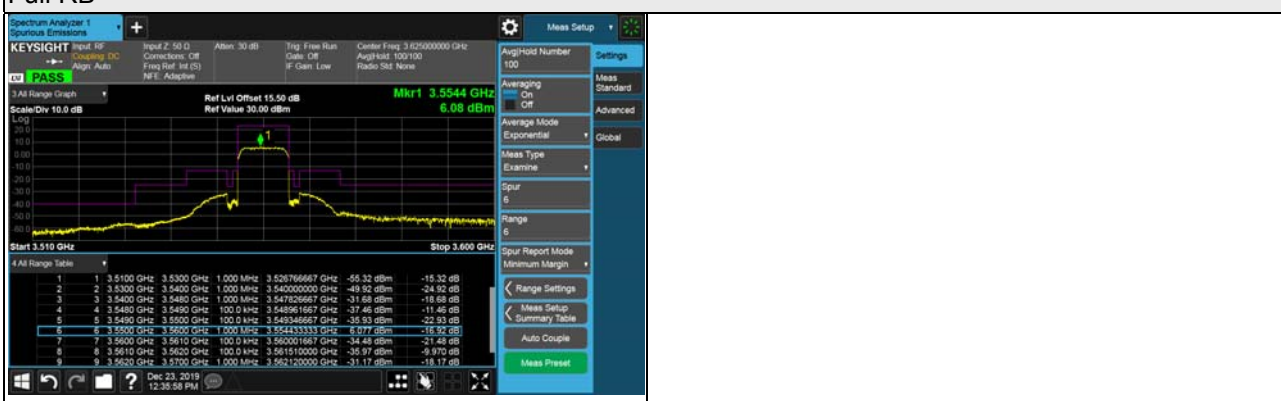 Full RB
Spectrum Analyzer 1
Spurious Emissions
Meas Setup
KEYSIGHT
Input: RF
Coupling: DC
Align: Auto
Input Z: 50 Ω
Corrections: Off
Freq Ref: Int (S)
NFE: Adaptive
Atten: 30 dB
Trig: Free Run
Gate: Off
IF Gain: Low
Center Freq: 3.625000000 GHz
Avg|Hold: 100/100
Radio Std: None
PASS
3 All Range Graph
Scale/Div 10.0 dB
Ref Lvl Offset 15.50 dB
Ref Value 30.00 dBm
Mkr1 3.5544 GHz
6.08 dBm
Log
20.0
10.0
0.00
-10.0
-20.0
-30.0
-40.0
-50.0
-60.0
1
Start 3.510 GHz
Stop 3.600 GHz
4 All Range Table
1 1 3.5100 GHz 3.5300 GHz 1.000 MHz 3.526766667 GHz -55.32 dBm -15.32 dB
2 2 3.5300 GHz 3.5400 GHz 1.000 MHz 3.540000000 GHz -49.92 dBm -24.92 dB
3 3 3.5400 GHz 3.5480 GHz 1.000 MHz 3.547826667 GHz -31.68 dBm -18.68 dB
4 4 3.5480 GHz 3.5490 GHz 100.0 kHz 3.548961667 GHz -37.46 dBm -11.46 dB
5 5 3.5490 GHz 3.5500 GHz 100.0 kHz 3.549346667 GHz -35.93 dBm -22.93 dB
6 6 3.5500 GHz 3.5600 GHz 1.000 MHz 3.554433333 GHz 6.077 dBm -16.92 dB
7 7 3.5600 GHz 3.5610 GHz 100.0 kHz 3.560001667 GHz -34.48 dBm -21.48 dB
8 8 3.5610 GHz 3.5620 GHz 100.0 kHz 3.561510000 GHz -35.97 dBm -9.970 dB
9 9 3.5620 GHz 3.5700 GHz 1.000 MHz 3.562120000 GHz -31.17 dBm -18.17 dB
Dec 23, 2019
12:35:58 PM
Avg|Hold Number
100
Averaging
On
Off
Average Mode
Exponential
Meas Type
Examine
Spur
6
Range
6
Spur Report Mode
Minimum Margin
Range Settings
Meas Setup
Summary Table
Auto Couple
Meas Preset
Settings
Meas
Standard
Advanced
Global